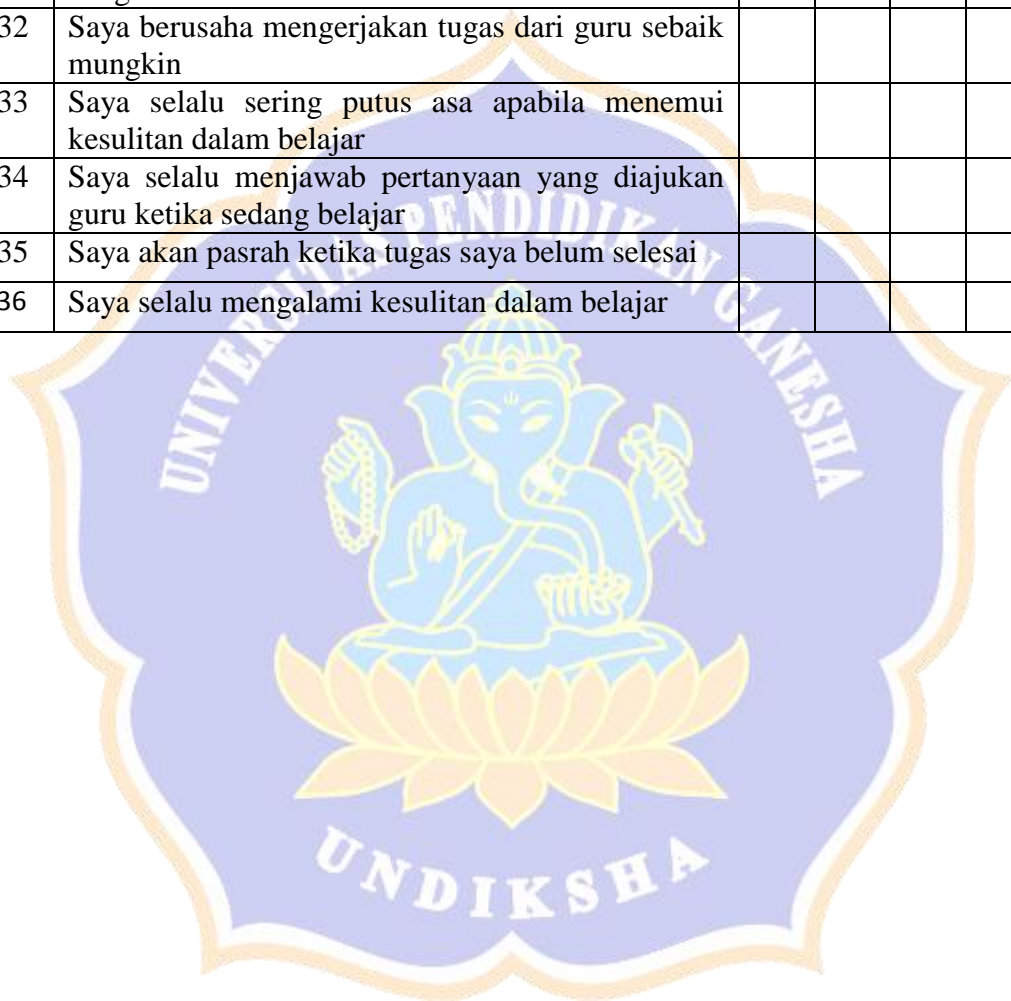 32 Saya berusaha mengerjakan tugas dari guru sebaik
mungkin
33 Saya selalu sering putus asa apabila menemui
kesulitan dalam belajar
34 Saya selalu menjawab pertanyaan yang diajukan
guru ketika sedang belajar
35 Saya akan pasrah ketika tugas saya belum selesai
36 Saya selalu mengalami kesulitan dalam belajar
UNIVERSITAS PENDIDIKAN GANESHA
UNDIKSHA